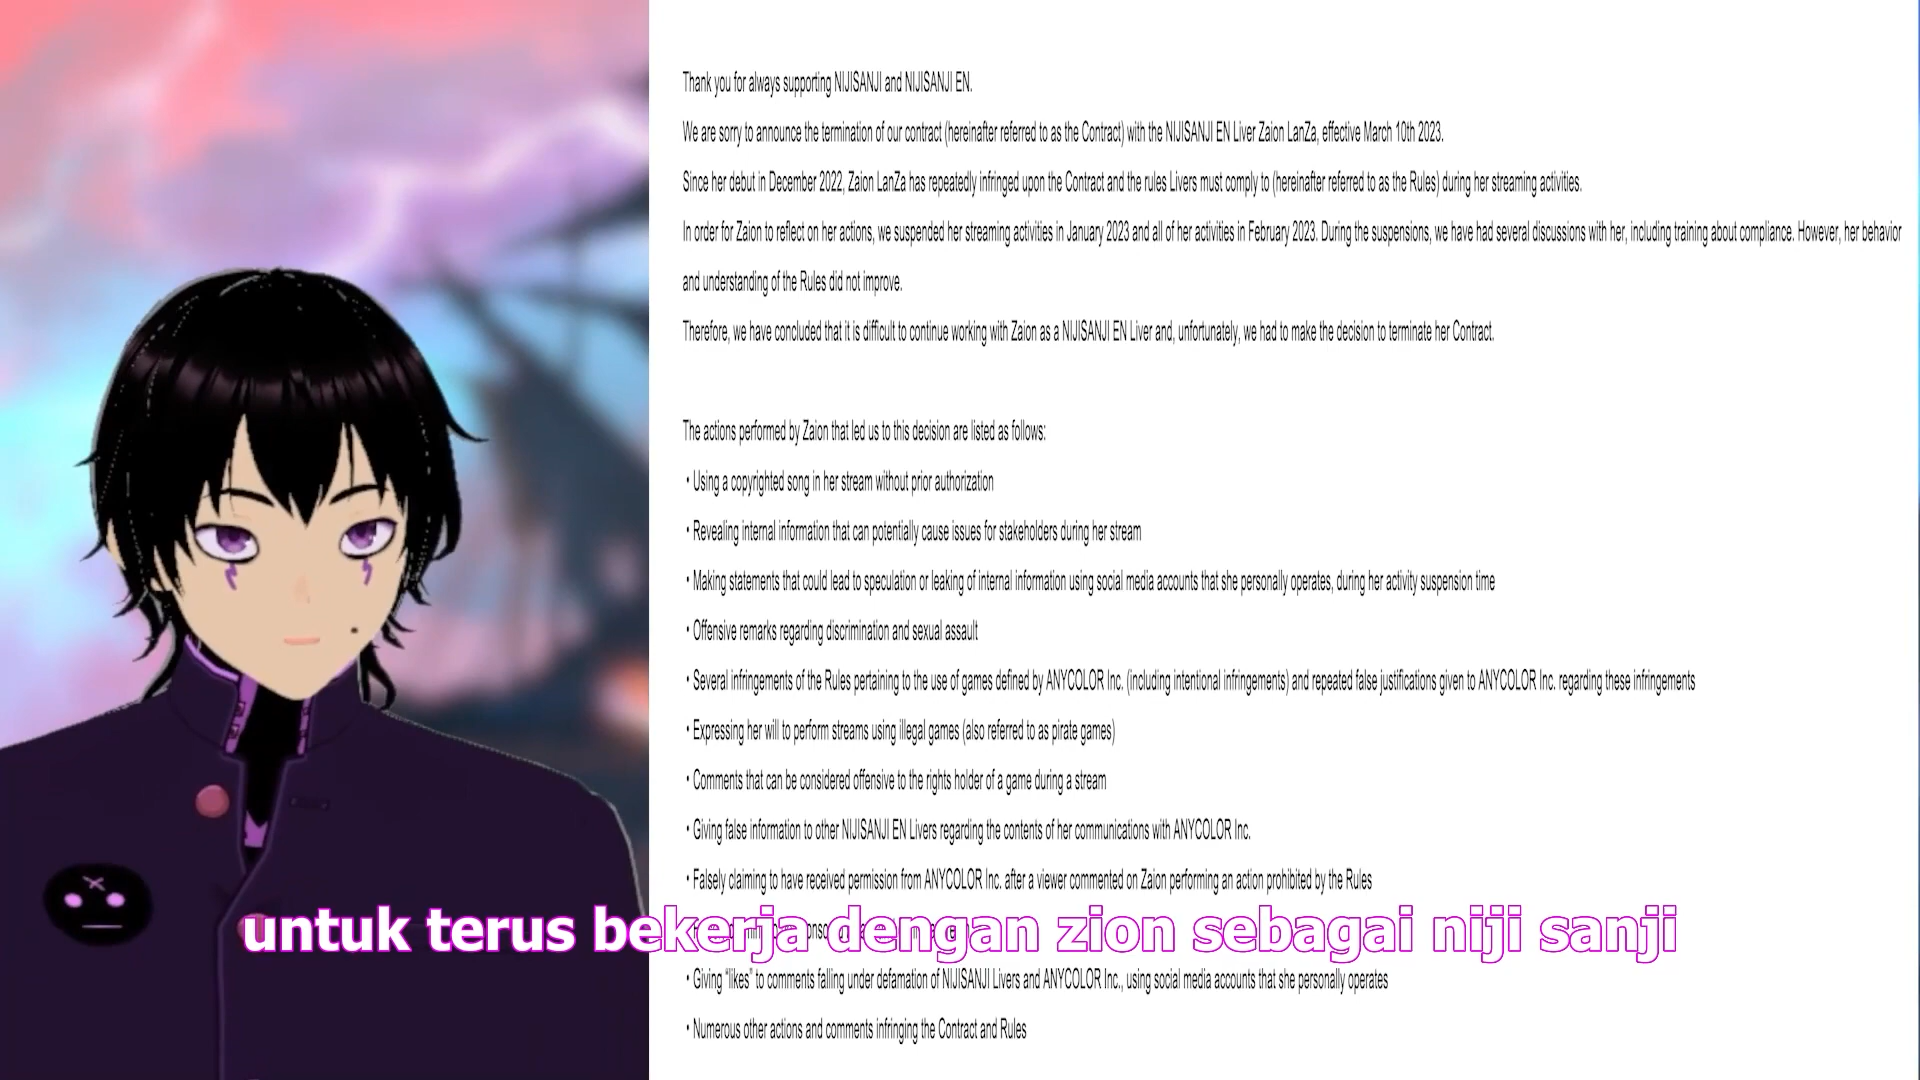 Thank you for always supporting NIJISANJI and NIJISANJI EN.
We are sorry to announce the termination of our contract (hereinafter referred to as the Contract) with the NIJISANJI EN Liver Zaion LanZa, effective March 10th 2023.
Since her debut in December 2022, Zaion LanZa has repeatedly infringed upon the Contract and the rules Livers must comply to (hereinafter referred to as the Rules) during her streaming activities.
In order for Zaion to reflect on her actions, we suspended her streaming activities in January 2023 and all of her activities in February 2023. During the suspensions, we have had several discussions with her, including training about compliance. However, her behavior
and understanding of the Rules did not improve.
Therefore, we have concluded that it is difficult to continue working with Zaion as a NIJISANJI EN Liver and, unfortunately, we had to make the decision to terminate her Contract.
The actions performed by Zaion that led us to this decision are listed as follows:
・Using a copyrighted song in her stream without prior authorization
・Revealing internal information that can potentially cause issues for stakeholders during her stream
・Making statements that could lead to speculation or leaking of internal information using social media accounts that she personally operates, during her activity suspension time
・Offensive remarks regarding discrimination and sexual assault
・Several infringements of the Rules pertaining to the use of games defined by ANYCOLOR Inc. (including intentional infringements) and repeated false justifications given to ANYCOLOR Inc. regarding these infringements
・Expressing her will to perform streams using illegal games (also referred to as pirate games)
・Comments that can be considered offensive to the rights holder of a game during a stream
・Giving false information to other NIJISANJI EN Livers regarding the contents of her communications with ANYCOLOR Inc.
・Falsely claiming to have received permission from ANYCOLOR Inc. after a viewer commented on Zaion performing an action prohibited by the Rules
untuk terus bekerja dengan zion sebagai niji sanji
・Giving “likes” to comments falling under defamation of NIJISANJI Livers and ANYCOLOR Inc., using social media accounts that she personally operates
・Numerous other actions and comments infringing the Contract and Rules